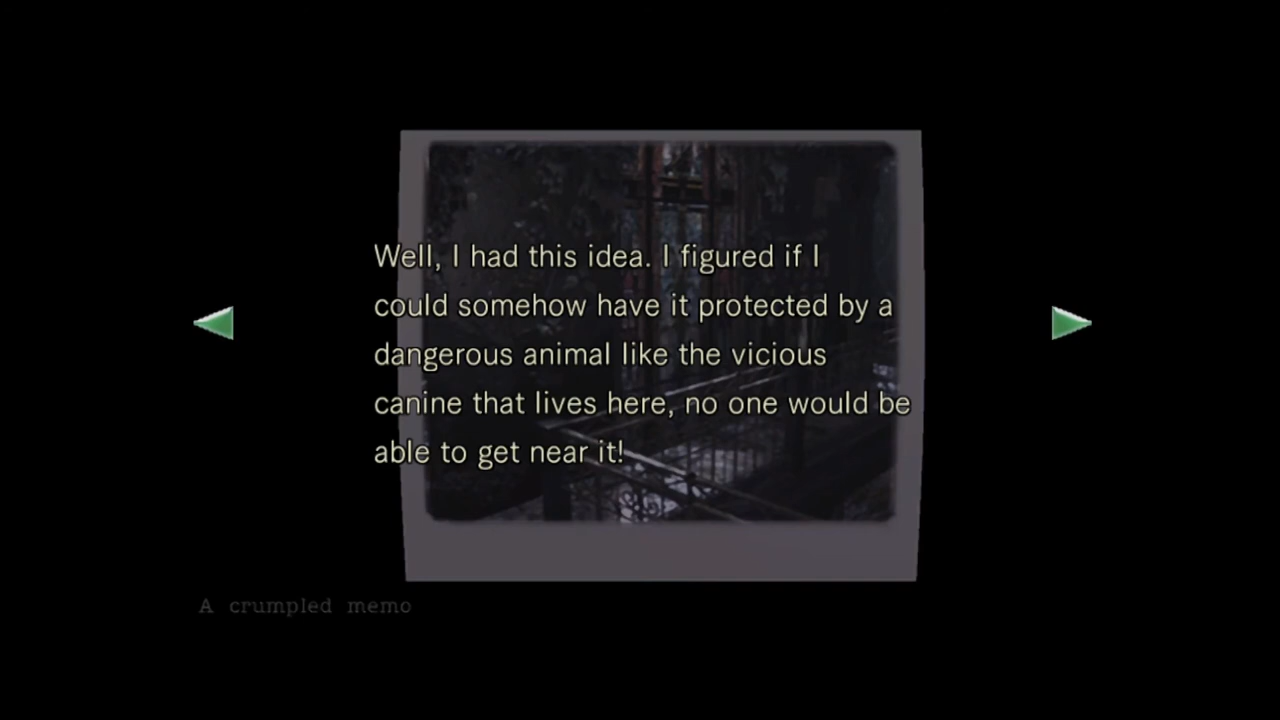 Well, I had this idea. I figured if I
could somehow have it protected by a
dangerous animal like the vicious
canine that lives here, no one would be
able to get near it!
A crumpled memo